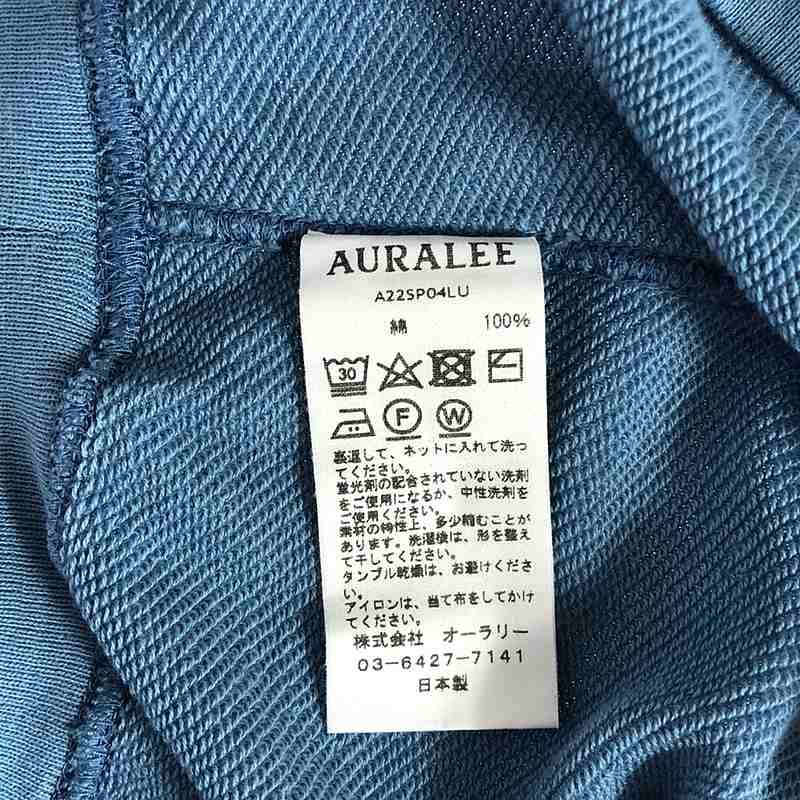 AURALEE
A22SP04LU
綿 100%
30
F W
裏返して、ネットに入れて洗っ
てください。
蛍光剤の配合されていない洗剤
をご使用になるか、中性洗剤を
ご使用ください。
素材の特性上、多少縮むことが
あります。洗濯後は、形を整え
て干してください。
タンブル乾燥は、お避けくださ
い。
アイロンは、当て布をしてかけ
てください。
株式会社 オーラリー
03-6427-7141
日本製